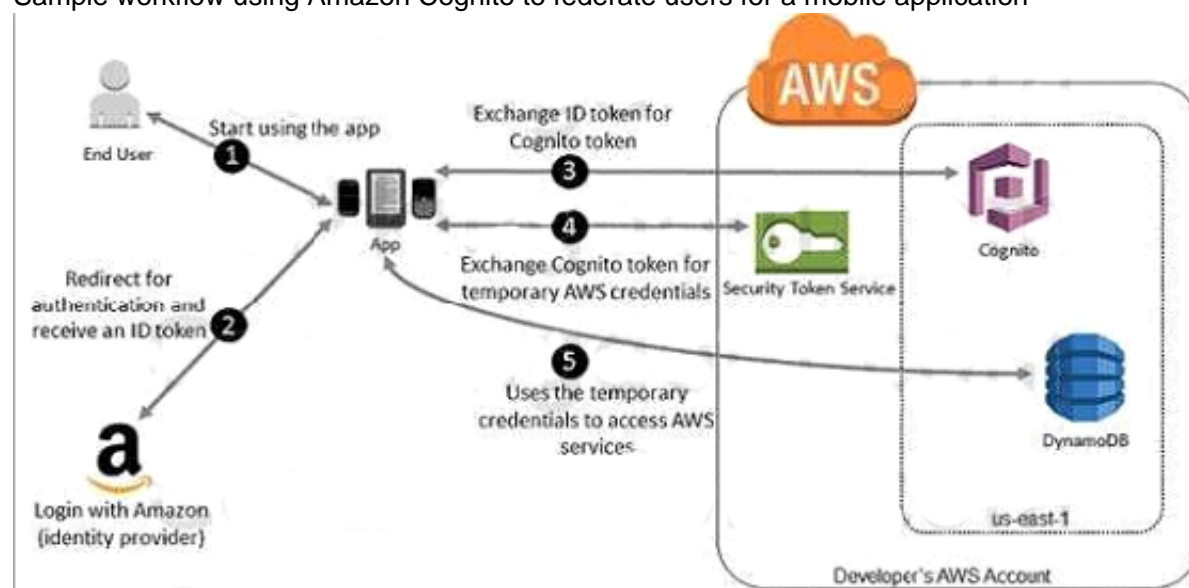 Sample workflow using Amazon Cognito to federate users for a mobile application
AWS
End User
Start using the app
1
Exchange ID token for
Cognito token
3
App
4
Exchange Cognito token for
temporary AWS credentials
Security Token Service
Cognito
Redirect for
authentication and
receive an ID token
2
5
Uses the temporary
credentials to access AWS
services
DynamoDB
a
Login with Amazon
(identity provider)
us-east-1
Developer's AWS Account